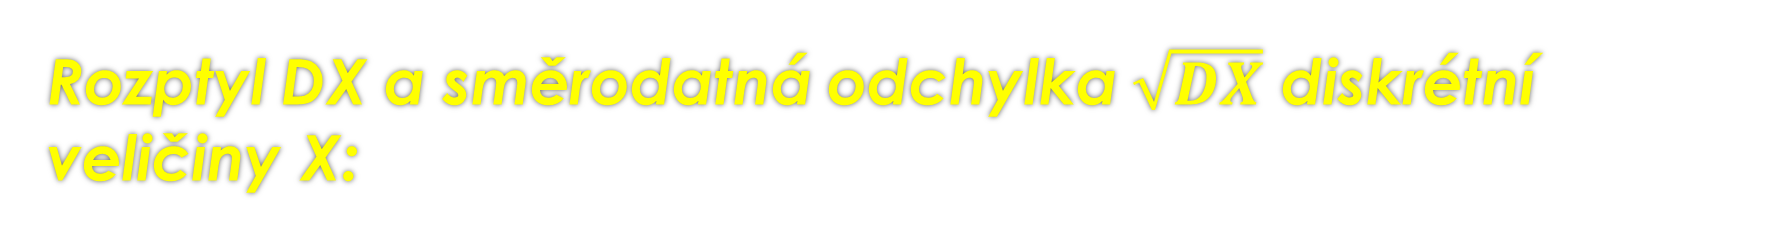 Rozptyl DX a směrodatná odchylka √DX diskrétní
veličiny X: